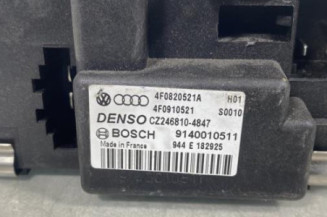 4F0820521A H01
4F0910521 S0010
DENSO CZ246810-4847
BOSCH 9140010511
Made in France 944 E 182925